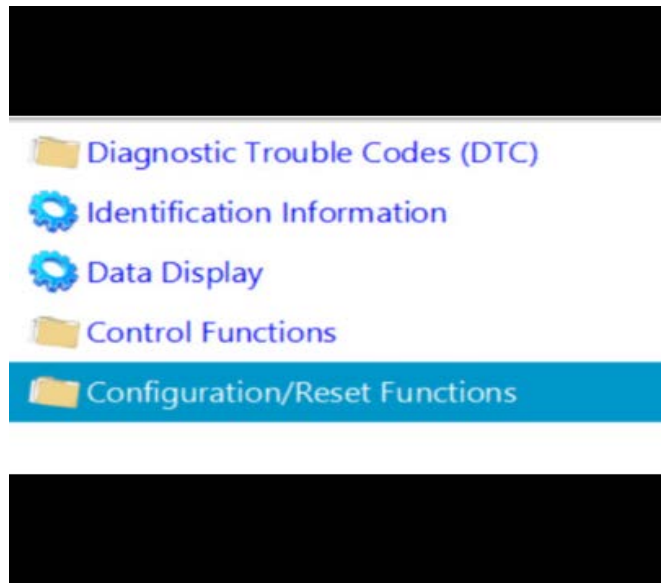 Diagnostic Trouble Codes (DTC)
Identification Information
Data Display
Control Functions
Configuration/Reset Functions